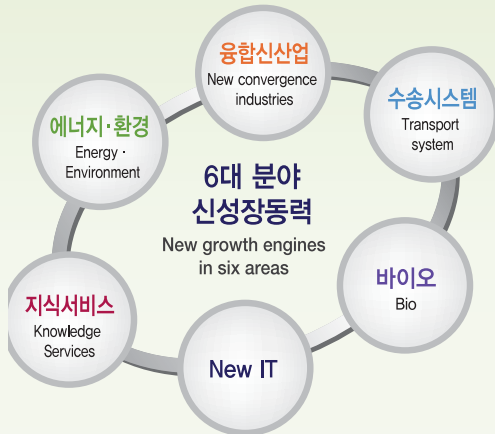 융합신산업
New convergence
industries
수송시스템
Transport
system
에너지·환경
Energy ·
Environment
6대 분야
신성장동력
New growth engines
in six areas
바이오
Bio
지식서비스
Knowledge
Services
New IT